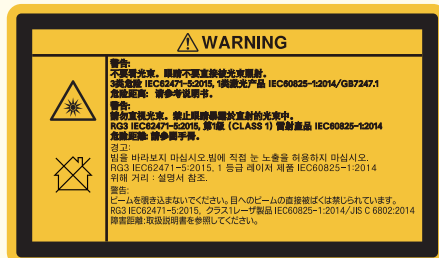 WARNING
警告:
不要看光束。眼睛不要直接被光束照射。
3类危险 IEC62471-5:2015, 1类激光产品 IEC60825-1:2014/GB7247.1
危险距离: 请参考说明书。
警告:
請勿直視光束。禁止眼睛暴露於直射的光束中。
RG3 IEC62471-5:2015, 第1級 (CLASS 1) 雷射產品 IEC60825-1:2014
危險距離: 請參閱手冊。
경고:
빔을 바라보지 마십시오.빔에 직접 눈 노출을 허용하지 마십시오.
RG3 IEC62471-5:2015, 1 등급 레이저 제품 IEC60825-1:2014
위해 거리 : 설명서 참조.
警告:
ビームを覗き込まないでください。目へのビームの直接被ばくは禁じられています。
RG3 IEC62471-5:2015, クラス1レーザ製品 IEC60825-1:2014/JIS C 6802:2014
障害距離:取扱説明書を参照してください。